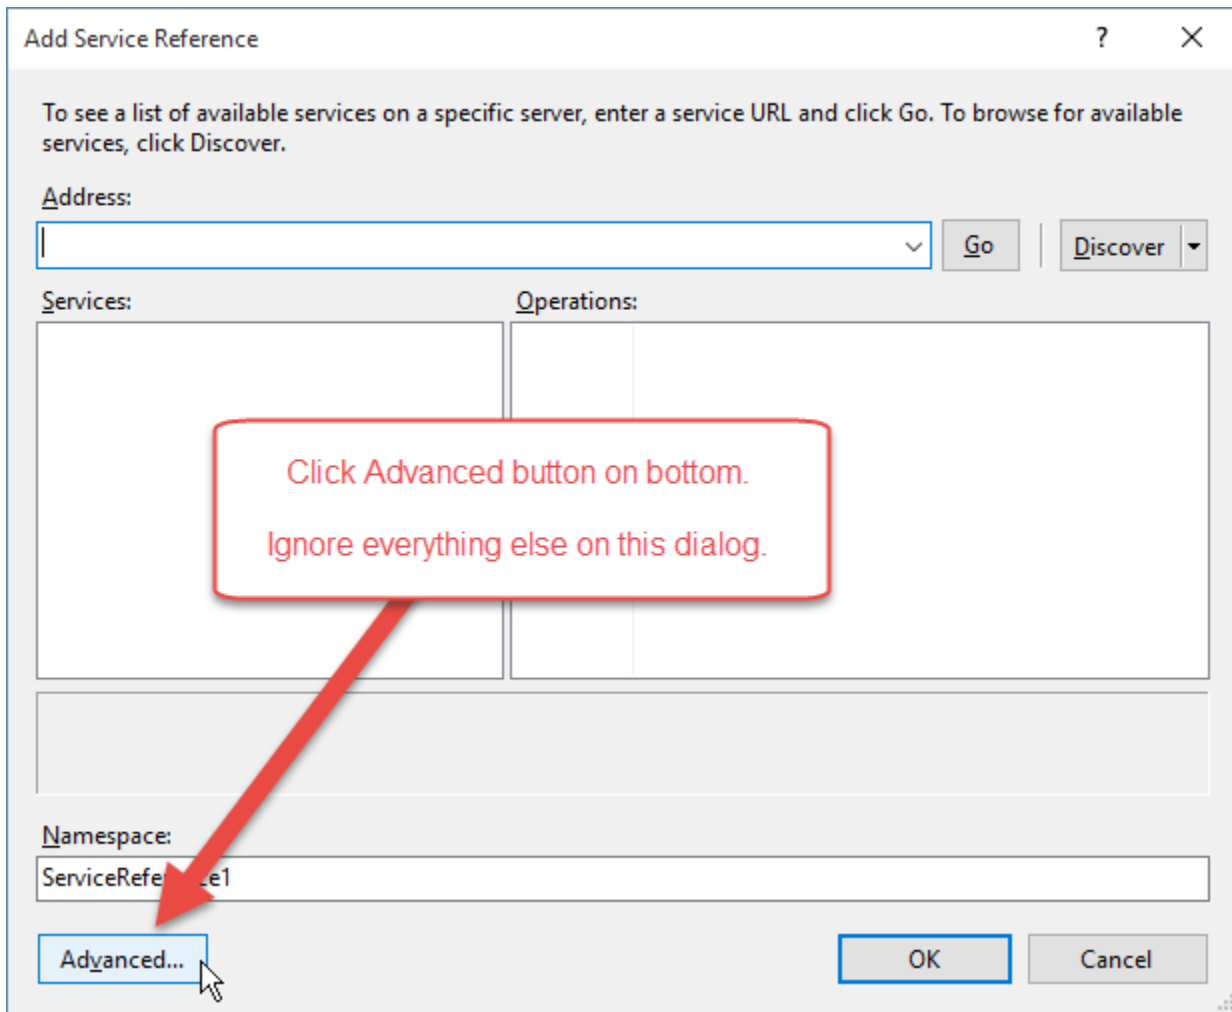 Add Service Reference
?
To see a list of available services on a specific server, enter a service URL and click Go. To browse for available
services, click Discover.
Address:
Go
Discover
Services:
Operations:
Click Advanced button on bottom.
Ignore everything else on this dialog.
Namespace:
Advanced...
OK
Cancel